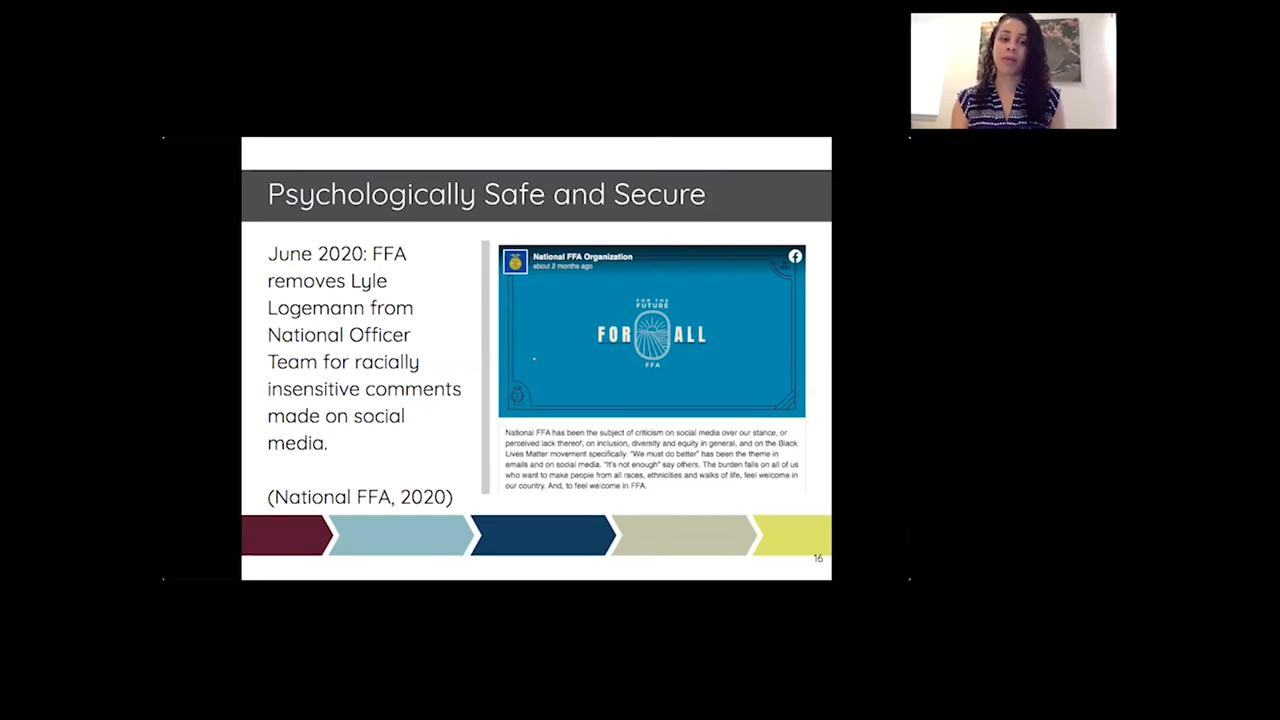 Psychologically Safe and Secure
June 2020: FFA
removes Lyle
Logemann from
National Officer
Team for racially
insensitive comments
made on social
media.
(National FFA, 2020)
National FFA Organization
about 2 months ago
FOR THE
FUTURE
FOR ALL
FFA
National FFA has been the subject of criticism on social media over our stance, or
perceived lack thereof, on inclusion, diversity and equity in general, and on the Black
Lives Matter movement specifically. "We must do better" has been the theme in
emails and on social media. "It's not enough" say others. The burden falls on all of us
who want to make people from all races, ethnicities and walks of life, feel welcome in
our country. And, to feel welcome in FFA.
16